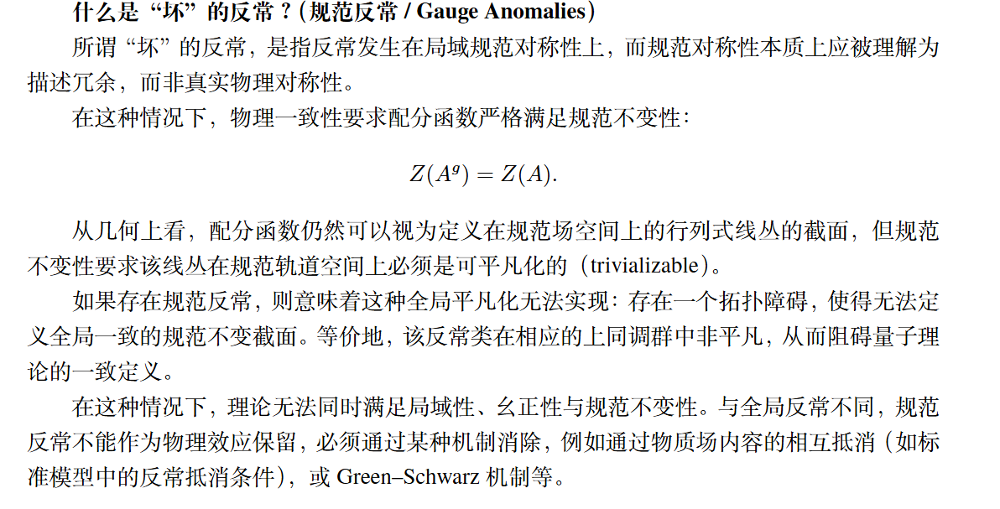 什么是“坏”的反常？（规范反常 / Gauge Anomalies）
所谓“坏”的反常，是指反常发生在局域规范对称性上，而规范对称性本质上应被理解为
描述冗余，而非真实物理对称性。
在这种情况下，物理一致性要求配分函数严格满足规范不变性：
Z(A^g) = Z(A).
从几何上看，配分函数仍然可以视为定义在规范场空间上的行列式线丛的截面，但规范
不变性要求该线丛在规范轨道空间上必须是可平凡化的（trivializable）。
如果存在规范反常，则意味着这种全局平凡化无法实现：存在一个拓扑障碍，使得无法定
义全局一致的规范不变截面。等价地，该反常类在相应的上同调群中非平凡，从而阻碍量子理
论的一致定义。
在这种情况下，理论无法同时满足局域性、幺正性与规范不变性。与全局反常不同，规范
反常不能作为物理效应保留，必须通过某种机制消除，例如通过物质场内容的相互抵消（如标
准模型中的反常抵消条件），或 Green–Schwarz 机制等。